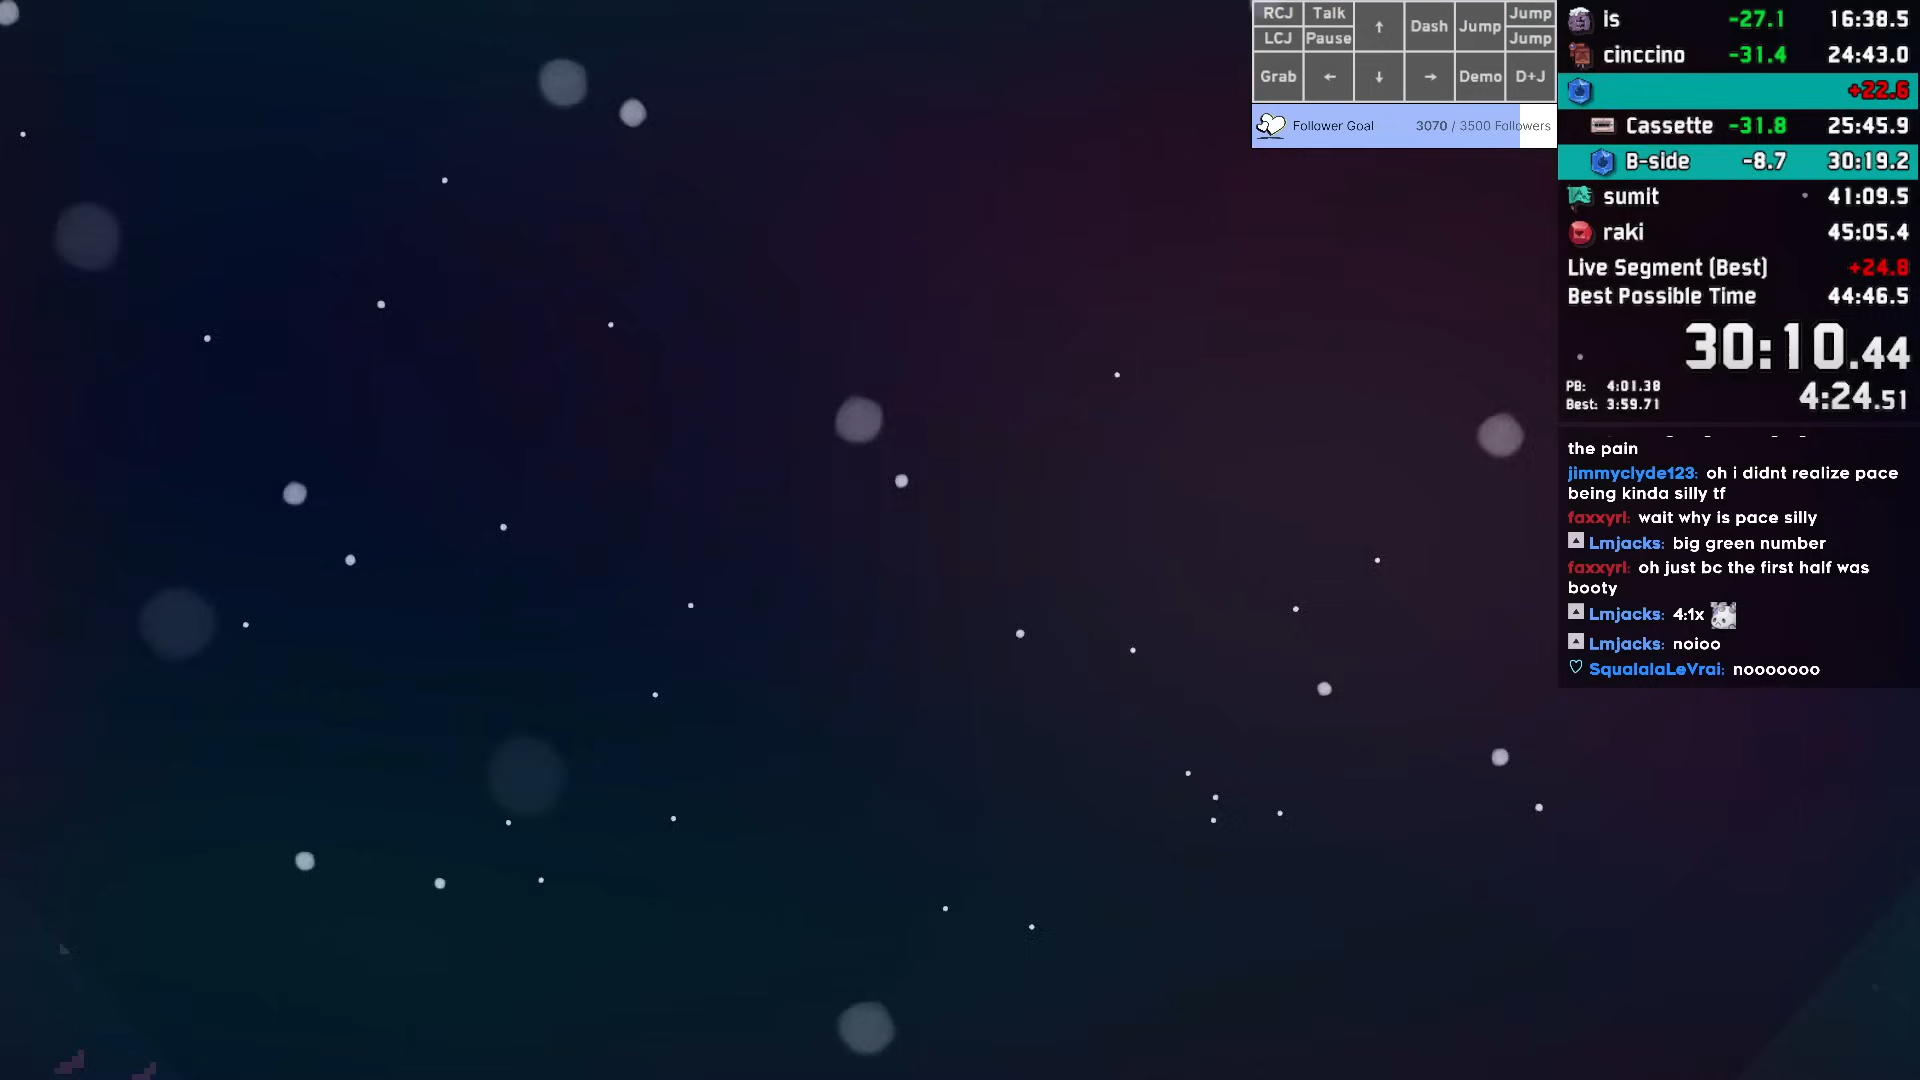 RCJ Talk ↑ Dash Jump Jump
LCJ Pause Jump
Grab ← ↓ → Demo D+J
Follower Goal 3070 / 3500 Followers
is -27.1 16:38.5
cinccino -31.4 24:43.0
+22.6
Cassette -31.8 25:45.9
B-side -8.7 30:19.2
sumit 41:09.5
raki 45:05.4
Live Segment (Best) +24.8
Best Possible Time 44:46.5
30:10.44
PB: 4:01.38
Best: 3:59.71
4:24.51
the pain
jimmyclyde123: oh i didnt realize pace
being kinda silly tf
faxxyrl: wait why is pace silly
Lmjacks: big green number
faxxyrl: oh just bc the first half was
booty
Lmjacks: 4:1x
Lmjacks: noioo
SqualalaLeVrai: nooooooo